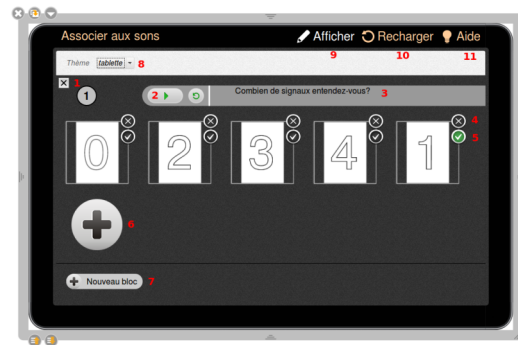 Associer aux sons Afficher Recharger Aide
Thème tablette 8 9 10 11
1
1 2 Combien de signaux entendez-vous? 3
4
5
0 2 3 4 1
6
Nouveau bloc 7